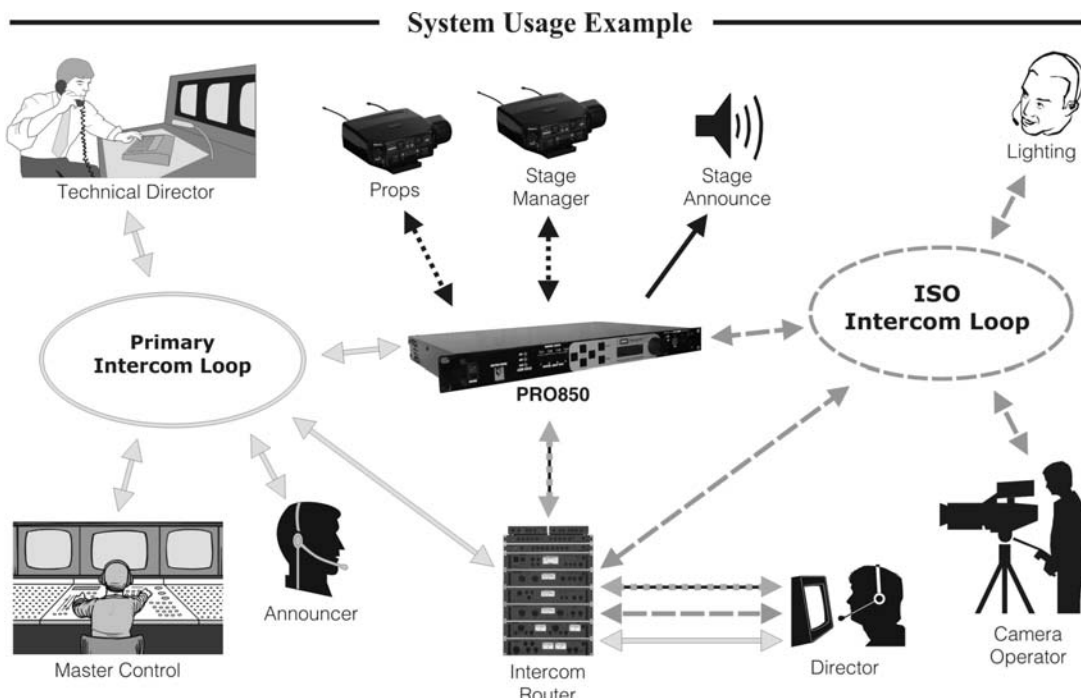 System Usage Example
Technical Director
Props
Stage
Manager
Stage
Announce
Lighting
Primary
Intercom Loop
ISO
Intercom Loop
PRO850
Master Control
Announcer
Intercom
Router
Director
Camera
Operator